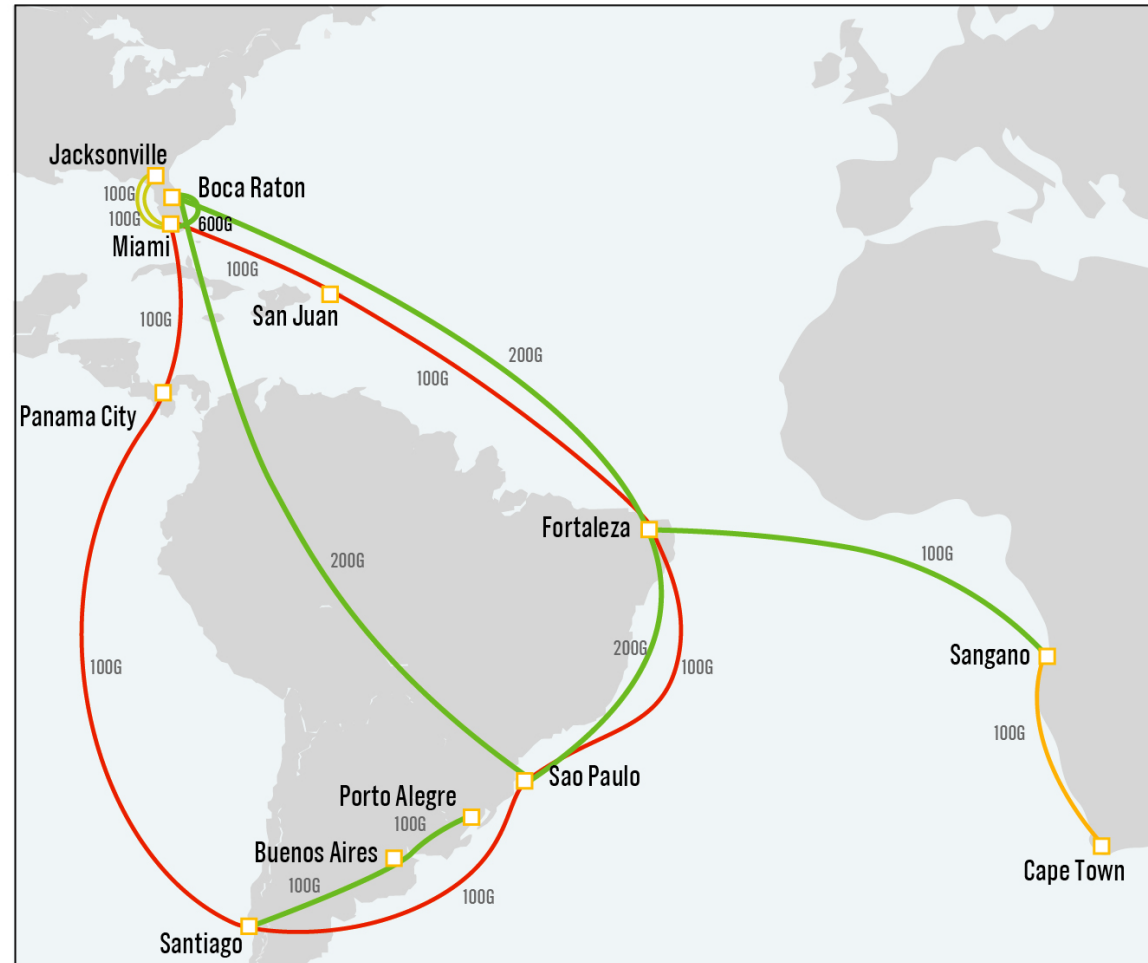 Jacksonville
100G
Boca Raton
100G
600G
Miami
100G
San Juan
100G
200G
100G
Panama City
Fortaleza
100G
200G
200G
100G
100G
Sangano
100G
Sao Paulo
Porto Alegre
100G
Buenos Aires
100G
100G
Cape Town
Santiago